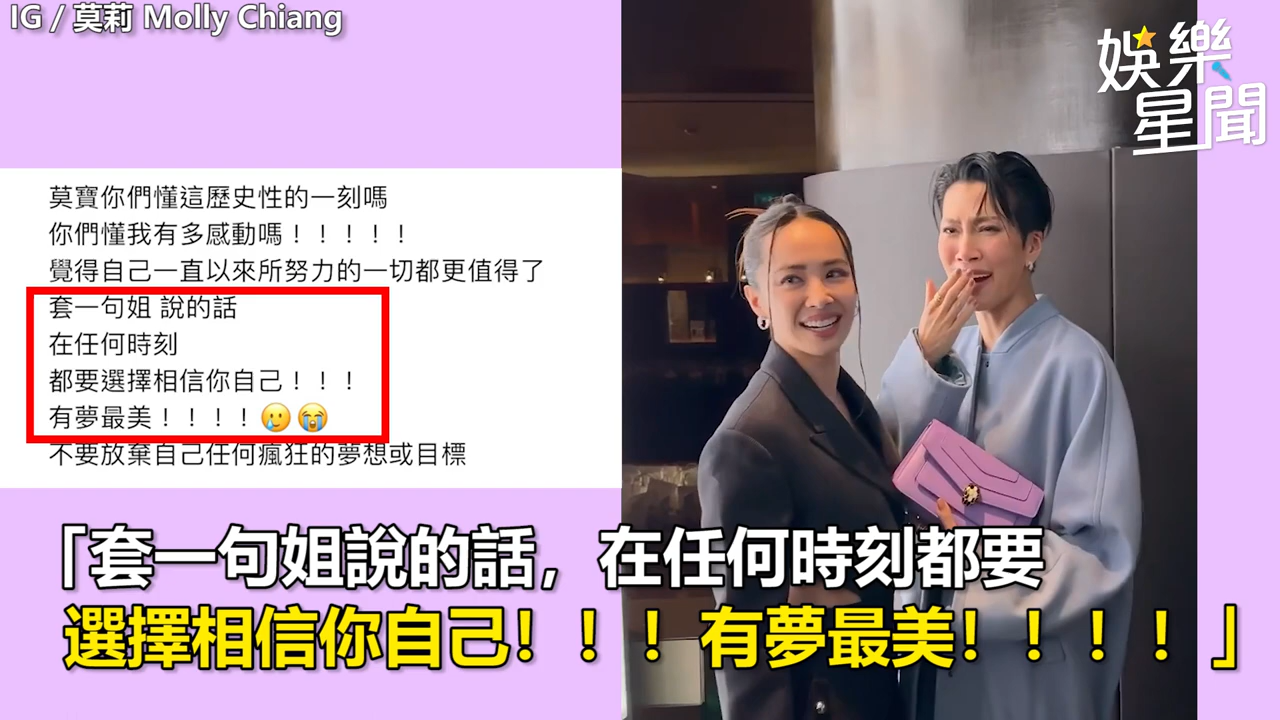 IG / 莫莉 Molly Chiang
娛樂
星聞
莫寶你們懂這歷史性的一刻嗎
你們懂我有多感動嗎！！！！！
覺得自己一直以來所努力的一切都更值得了
套一句姐 說的話
在任何時刻
都要選擇相信你自己！！！
有夢最美！！！！🥲😭
不要放棄自己任何瘋狂的夢想或目標
「套一句姐說的話，在任何時刻都要
選擇相信你自己！！！有夢最美！！！！」